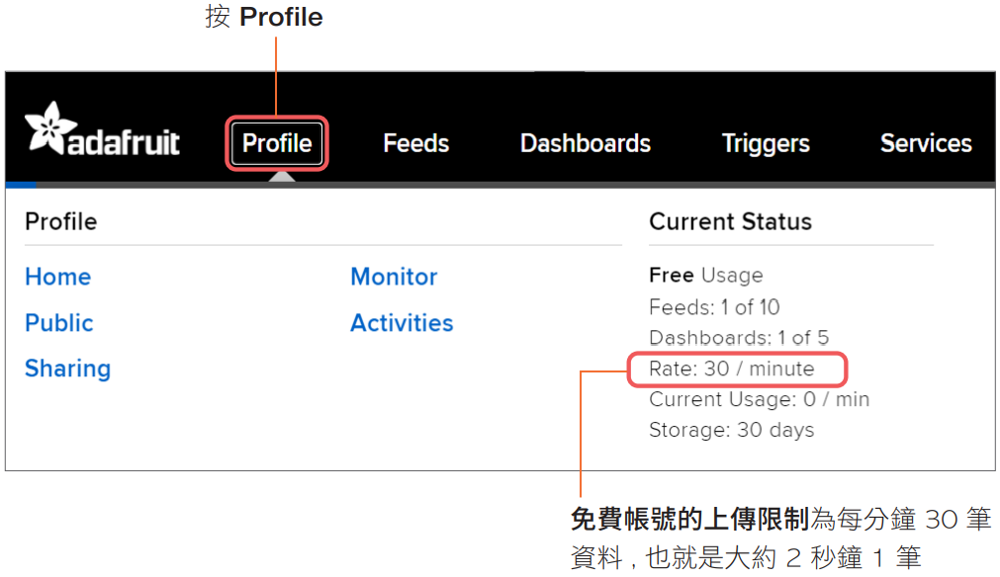 按 Profile
adafruit Profile Feeds Dashboards Triggers Services
Profile
Home Monitor
Public Activities
Sharing
Current Status
Free Usage
Feeds: 1 of 10
Dashboards: 1 of 5
Rate: 30 / minute
Current Usage: 0 / min
Storage: 30 days
免費帳號的上傳限制為每分鐘 30 筆
資料 , 也就是大約 2 秒鐘 1 筆